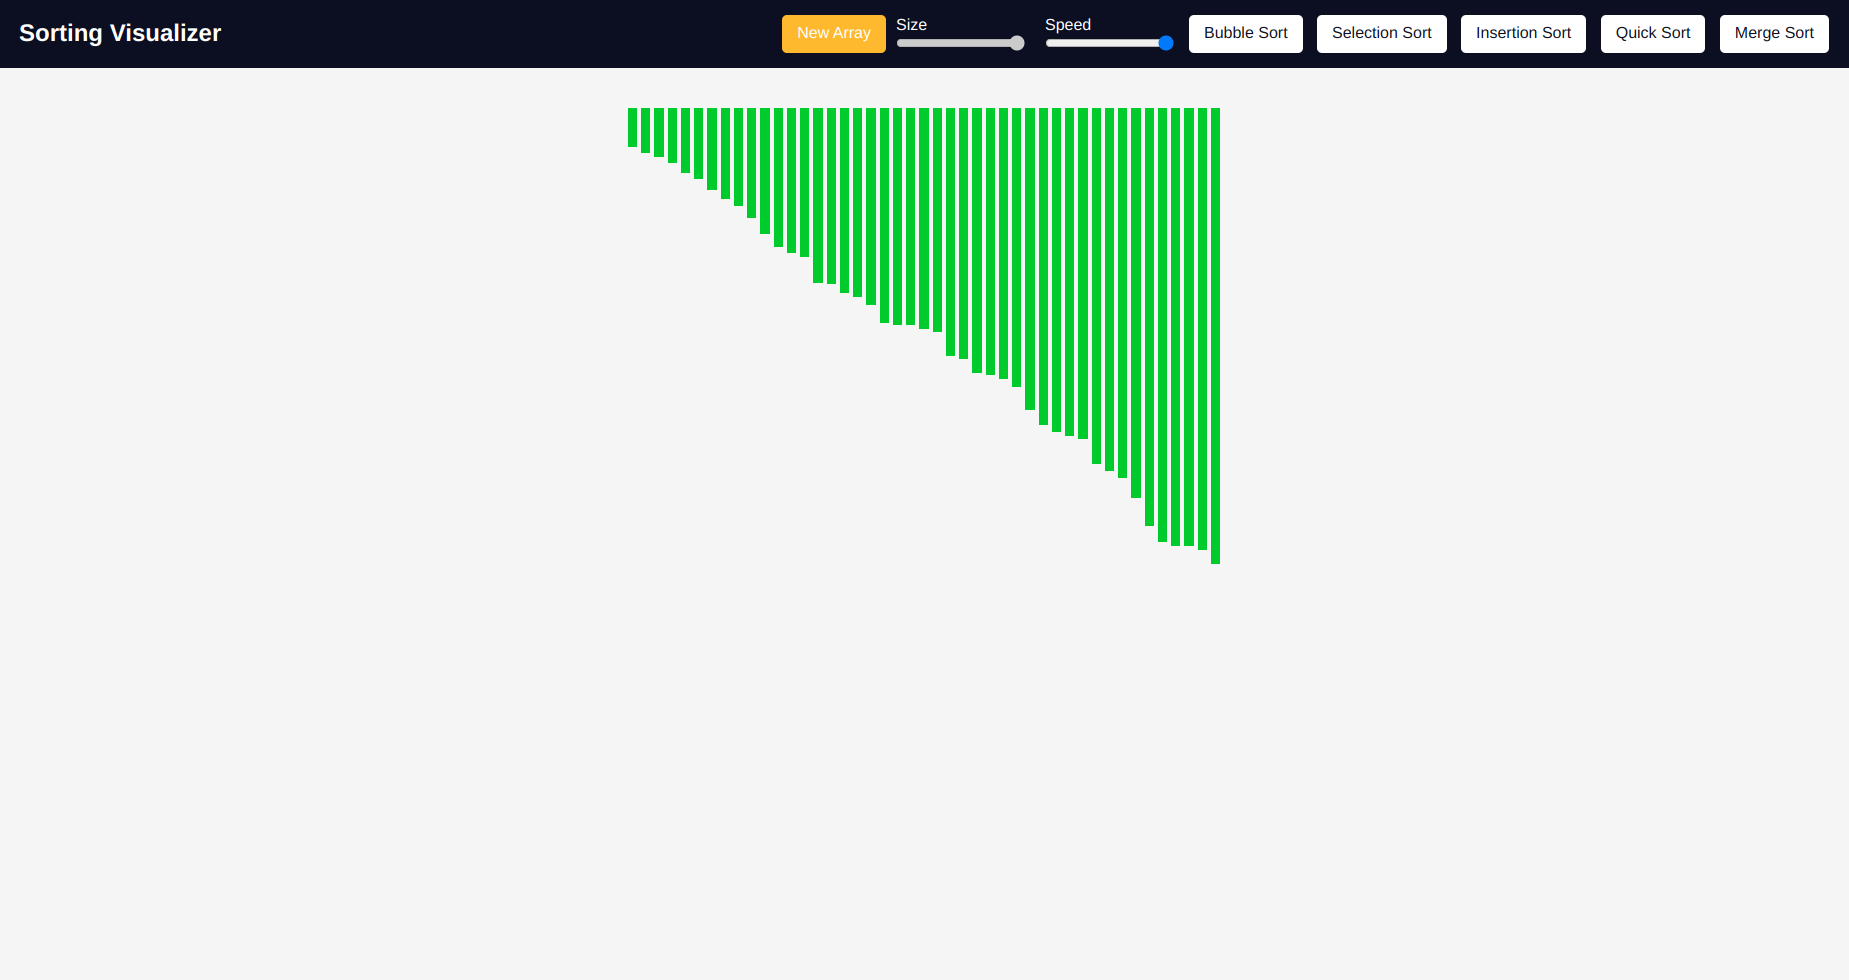 Sorting Visualizer
New Array
Size
Speed
Bubble Sort
Selection Sort
Insertion Sort
Quick Sort
Merge Sort